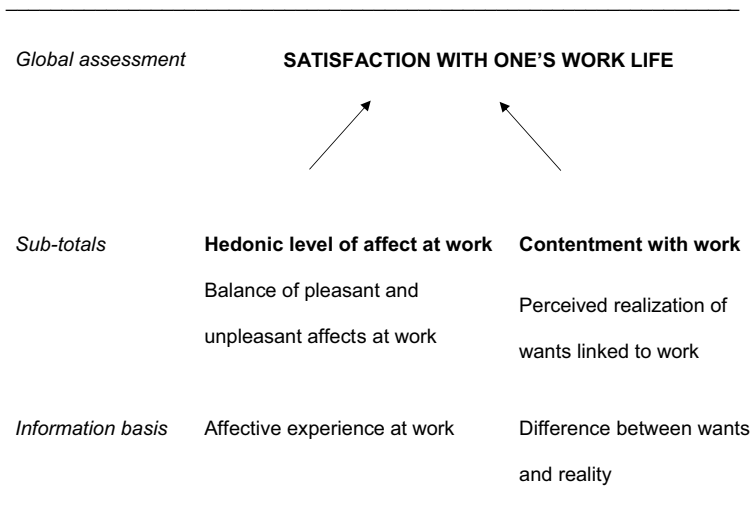 Global assessment SATISFACTION WITH ONE'S WORK LIFE
Sub-totals Hedonic level of affect at work Contentment with work
Balance of pleasant and
unpleasant affects at work
Perceived realization of
wants linked to work
Information basis Affective experience at work Difference between wants
and reality